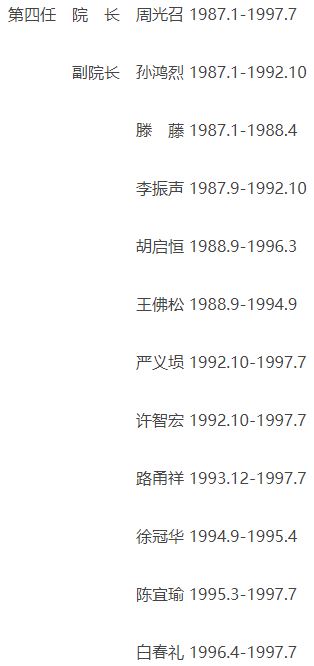 第四任 院　长 周光召 1987.1-1997.7
副院长 孙鸿烈 1987.1-1992.10
滕　藤 1987.1-1988.4
李振声 1987.9-1992.10
胡启恒 1988.9-1996.3
王佛松 1988.9-1994.9
严义埙 1992.10-1997.7
许智宏 1992.10-1997.7
路甬祥 1993.12-1997.7
徐冠华 1994.9-1995.4
陈宜瑜 1995.3-1997.7
白春礼 1996.4-1997.7